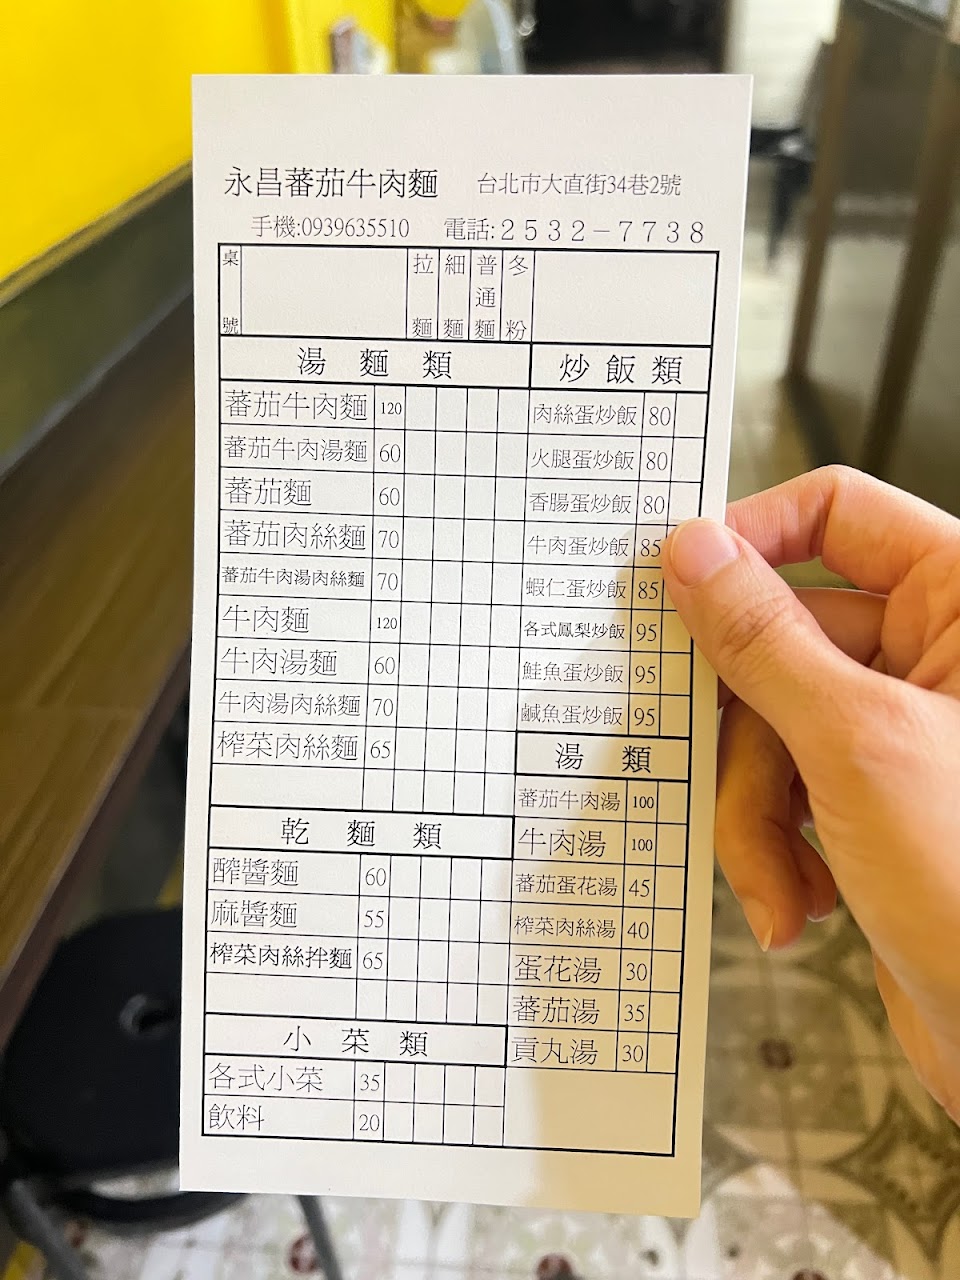 永昌蕃茄牛肉麵 台北市大直街34巷2號
手機:0939635510 電話:2532-7738
桌號 拉麵 細麵 普通麵 冬粉
湯麵類
蕃茄牛肉麵 120
蕃茄牛肉湯麵 60
蕃茄麵 60
蕃茄肉絲麵 70
蕃茄牛肉湯肉絲麵 70
牛肉麵 120
牛肉湯麵 60
牛肉湯肉絲麵 70
榨菜肉絲麵 65
乾麵類
醡醬麵 60
麻醬麵 55
榨菜肉絲拌麵 65
小菜類
各式小菜 35
飲料 20
炒飯類
肉絲蛋炒飯 80
火腿蛋炒飯 80
香腸蛋炒飯 80
牛肉蛋炒飯 85
蝦仁蛋炒飯 85
各式鳳梨炒飯 95
鮭魚蛋炒飯 95
鹹魚蛋炒飯 95
湯類
蕃茄牛肉湯 100
牛肉湯 100
蕃茄蛋花湯 45
榨菜肉絲湯 40
蛋花湯 30
蕃茄湯 35
貢丸湯 30